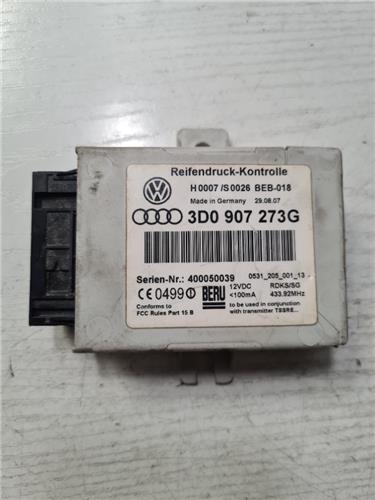 Reifendruck-Kontrolle
H0007 /S0026 BEB-018
Made in Germany 29.08.07
3D0 907 273G
Serien-Nr.: 400050039
0531_205_001_13
CE 0499
BERU
12VDC RDKS/SG
<100mA 433.92MHz
Conforms to
FCC Rules Part 15 B
to be used in conjunction
with transmitter TSSRE...